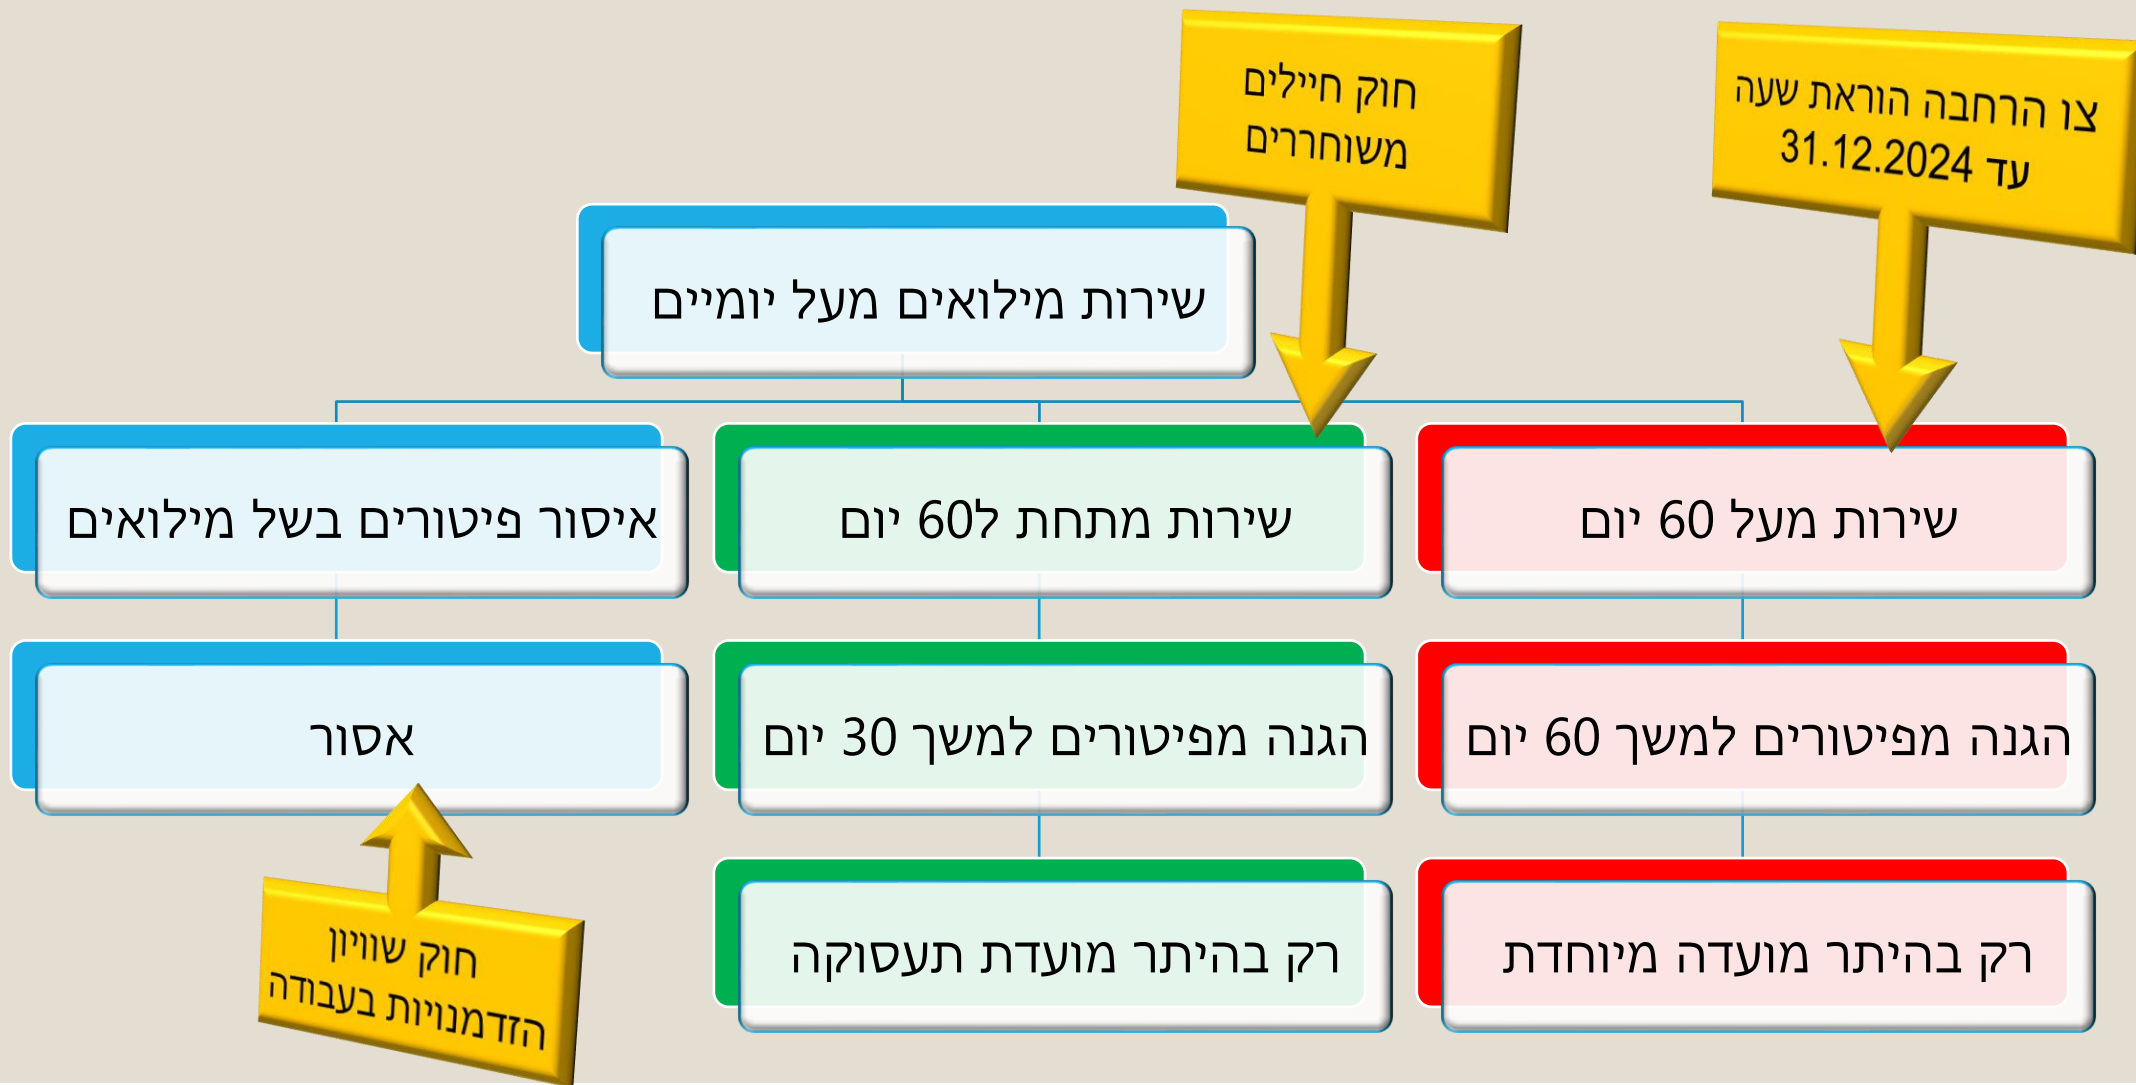 צו הרחבה הוראת שעה
עד 31.12.2024
חוק חיילים
משוחררים
שירות מילואים מעל יומיים
שירות מעל 60 יום
שירות מתחת ל60 יום
איסור פיטורים בשל מילואים
הגנה מפיטורים למשך 60 יום
הגנה מפיטורים למשך 30 יום
אסור
רק בהיתר מועדה מיוחדת
רק בהיתר מועדת תעסוקה
חוק שוויון
הזדמנויות בעבודה